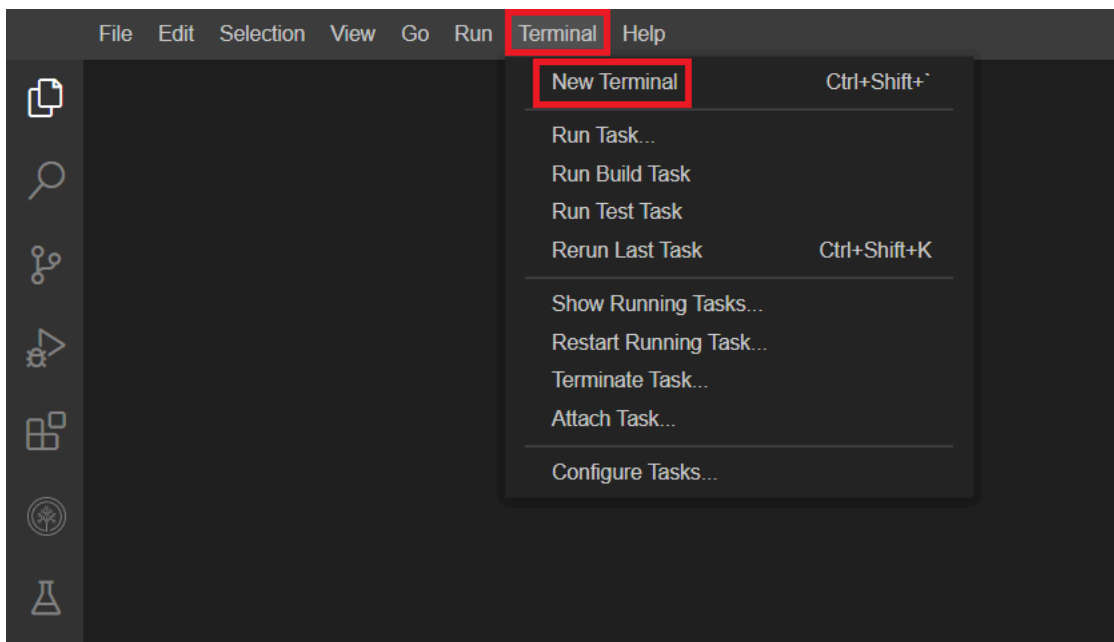 File Edit Selection View Go Run Terminal Help
New Terminal Ctrl+Shift+`
Run Task...
Run Build Task
Run Test Task
Rerun Last Task Ctrl+Shift+K
Show Running Tasks...
Restart Running Task...
Terminate Task...
Attach Task...
Configure Tasks...